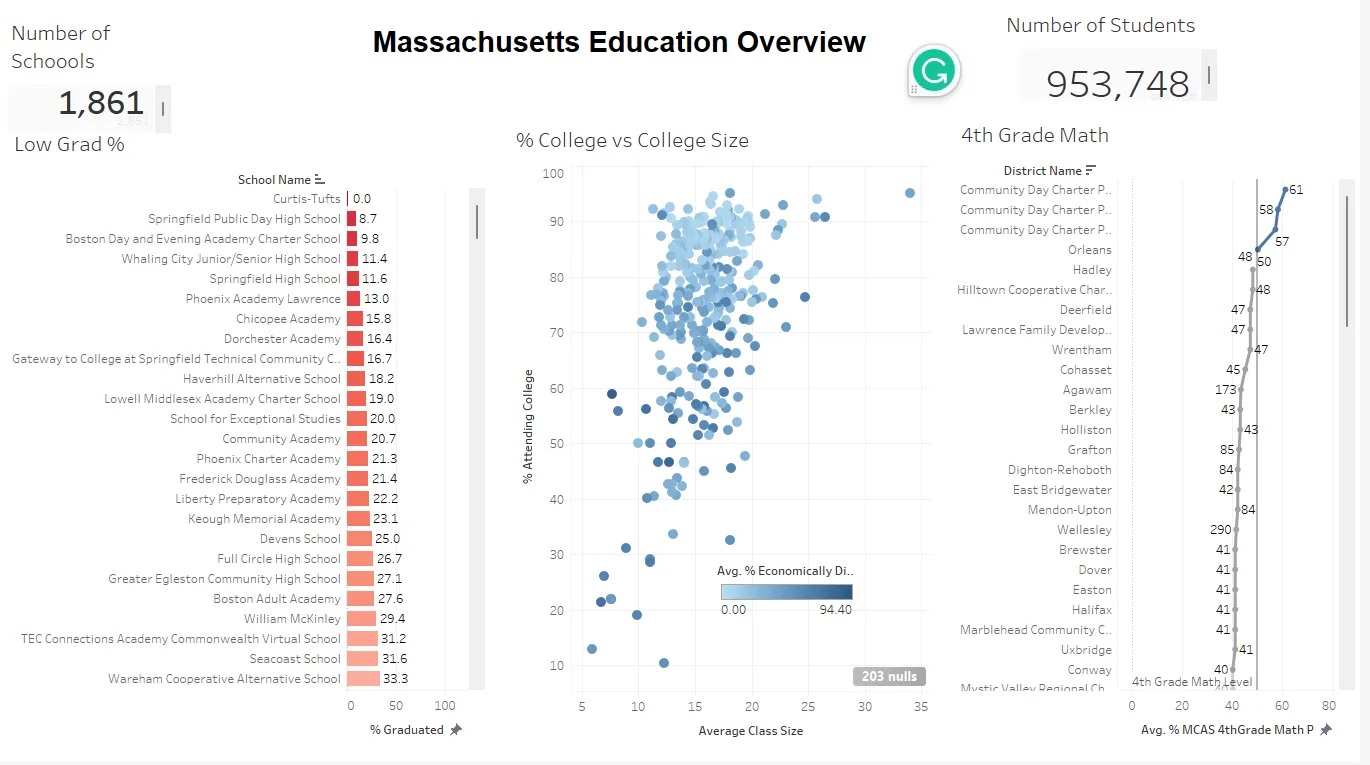 Number of
Schoools
1,861
Massachusetts Education Overview
Number of Students
953,748
Low Grad %
School Name
Curtis-Tufts 0.0
Springfield Public Day High School 8.7
Boston Day and Evening Academy Charter School 9.8
Whaling City Junior/Senior High School 11.4
Springfield High School 11.6
Phoenix Academy Lawrence 13.0
Chicopee Academy 15.8
Dorchester Academy 16.4
Gateway to College at Springfield Technical Community C.. 16.7
Haverhill Alternative School 18.2
Lowell Middlesex Academy Charter School 19.0
School for Exceptional Studies 20.0
Community Academy 20.7
Phoenix Charter Academy 21.3
Frederick Douglass Academy 21.4
Liberty Preparatory Academy 22.2
Keough Memorial Academy 23.1
Devens School 25.0
Full Circle High School 26.7
Greater Egleston Community High School 27.1
Boston Adult Academy 27.6
William McKinley 29.4
TEC Connections Academy Commonwealth Virtual School 31.2
Seacoast School 31.6
Wareham Cooperative Alternative School 33.3
0 50 100
% Graduated
% College vs College Size
% Attending College
100
90
80
70
60
50
40
30
20
10
Avg. % Economically Di..
0.00 94.40
203 nulls
5 10 15 20 25 30 35
Average Class Size
4th Grade Math
District Name
Community Day Charter P.. 61
Community Day Charter P.. 58
Community Day Charter P.. 57
Orleans 50
Hadley 48
Hilltown Cooperative Char.. 48
Deerfield 47
Lawrence Family Develop.. 47
Wrentham 47
Cohasset 45
Agawam 173
Berkley 43
Holliston 43
Grafton 85
Dighton-Rehoboth 84
East Bridgewater 42
Mendon-Upton 84
Wellesley 290
Brewster 41
Dover 41
Easton 41
Halifax 41
Marblehead Community C.. 41
Uxbridge 41
Conway 40
4th Grade Math Level
Mystic Valley Regional Ch..
0 20 40 60 80
Avg. % MCAS 4thGrade Math P